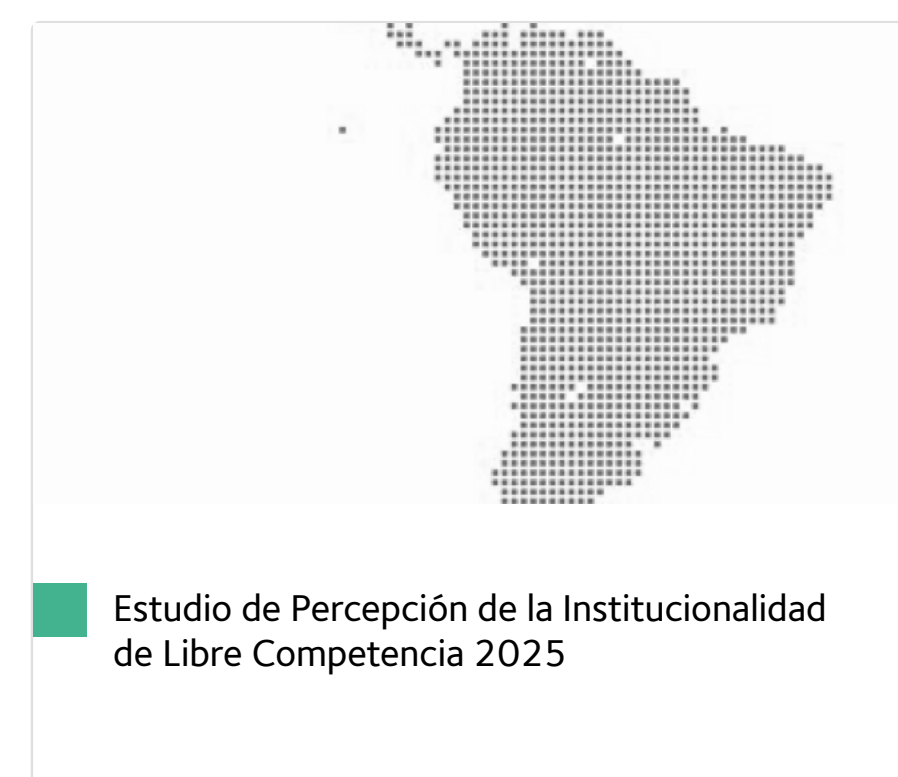 Estudio de Percepción de la Institucionalidad
de Libre Competencia 2025